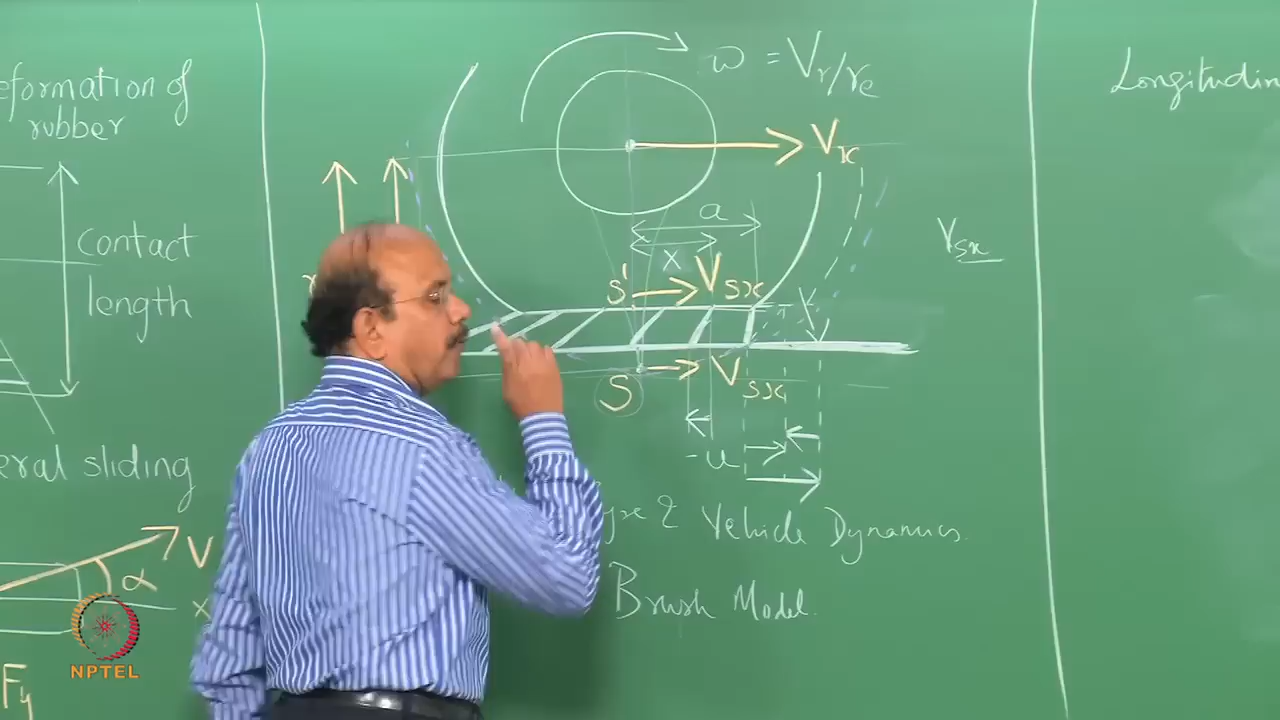 eformation of
rubber
contact
length
eral sliding
V
α
x
Fy
NPTEL
ω = Vr/re
Vx
a
x
S' Vsx
S Vsx
-u
Vsx
& Vehicle Dynamics
Brush Model.
Longitudin